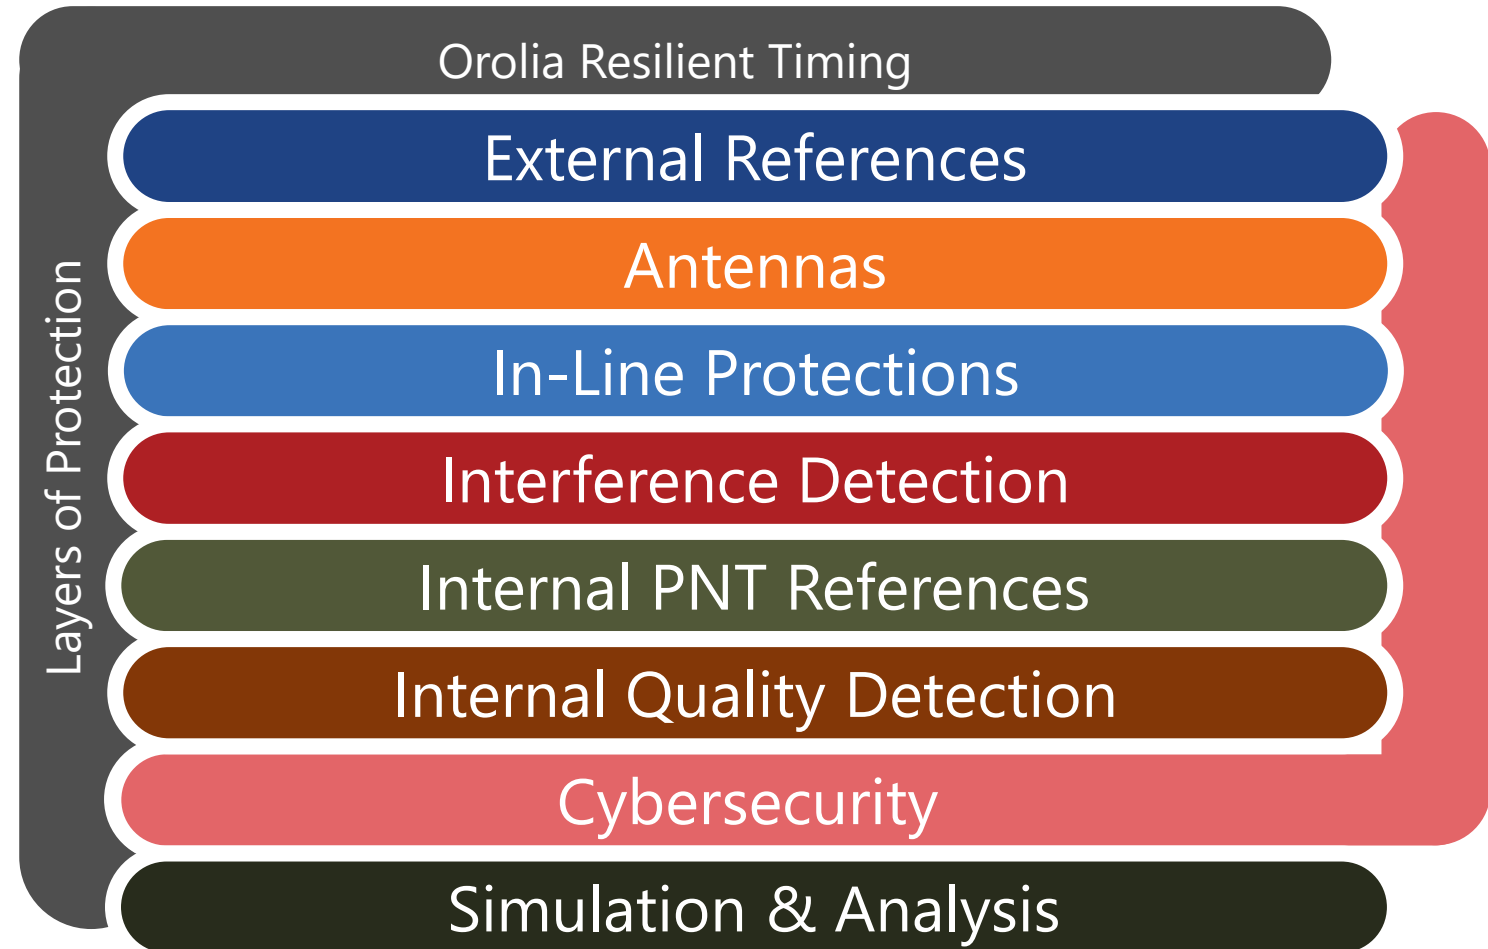 Orolia Resilient Timing
Layers of Protection
External References
Antennas
In-Line Protections
Interference Detection
Internal PNT References
Internal Quality Detection
Cybersecurity
Simulation & Analysis